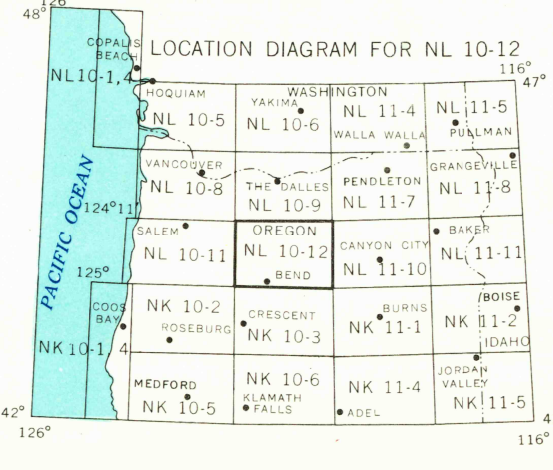 126°
48°
COPALIS
BEACH
LOCATION DIAGRAM FOR NL 10-12
116°
47°
NL 10-1,4
HOQUIAM
NL 10-5
YAKIMA
NL 10-6
WASHINGTON
NL 11-4
WALLA WALLA
NL 11-5
PULLMAN
VANCOUVER
NL 10-8
THE DALLES
NL 10-9
PENDLETON
NL 11-7
GRANGEVILLE
NL 11-8
PACIFIC OCEAN
124°11
SALEM
NL 10-11
OREGON
NL 10-12
BEND
CANYON CITY
NL 11-10
BAKER
NL 11-11
125°
COOS
BAY
NK 10-1, 4
NK 10-2
ROSEBURG
CRESCENT
NK 10-3
BURNS
NK 11-1
BOISE
NK 11-2
IDAHO
MEDFORD
NK 10-5
NK 10-6
KLAMATH
FALLS
NK 11-4
ADEL
JORDAN
VALLEY
NK 11-5
42°
126°
4
116°